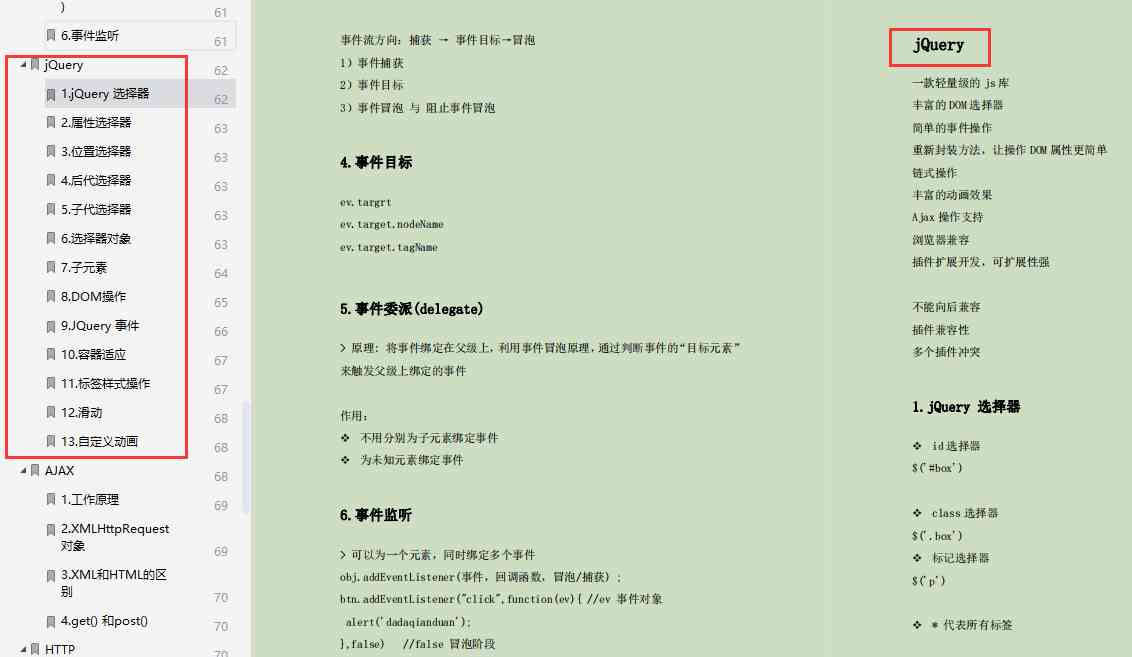 )
61
6.事件监听
61
jQuery
62
1.jQuery 选择器
62
2.属性选择器
63
3.位置选择器
63
4.后代选择器
63
5.子代选择器
63
6.选择器对象
63
7.子元素
64
8.DOM操作
65
9.JQuery 事件
66
10.容器适应
67
11.标签样式操作
67
12.滑动
68
13.自定义动画
68
AJAX
68
1.工作原理
69
2.XMLHttpRequest
对象
69
3.XML和HTML的区
别
70
4.get() 和post()
70
HTTP
70
事件流方向: 捕获 → 事件目标→冒泡
1) 事件捕获
2) 事件目标
3) 事件冒泡 与 阻止事件冒泡
4.事件目标
ev.targrt
ev.target.nodeName
ev.target.tagName
5.事件委派(delegate)
> 原理: 将事件绑定在父级上,利用事件冒泡原理,通过判断事件的“目标元素”
来触发父级上绑定的事件
作用:
❖ 不用分别为子元素绑定事件
❖ 为未知元素绑定事件
6.事件监听
> 可以为一个元素, 同时绑定多个事件
obj.addEventListener(事件, 回调函数, 冒泡/捕获) ;
btn.addEventListener("click",function(ev){ //ev 事件对象
alert('dadaqianduan');
},false) //false 冒泡阶段
jQuery
一款轻量级的 js 库
丰富的 DOM 选择器
简单的事件操作
重新封装方法, 让操作 DOM 属性更简单
链式操作
丰富的动画效果
Ajax 操作支持
浏览器兼容
插件扩展开发, 可扩展性强
不能向后兼容
插件兼容性
多个插件冲突
1.jQuery 选择器
❖ id 选择器
$('#box')
❖ class 选择器
$('.box')
❖ 标记选择器
$('p')
❖ * 代表所有标签